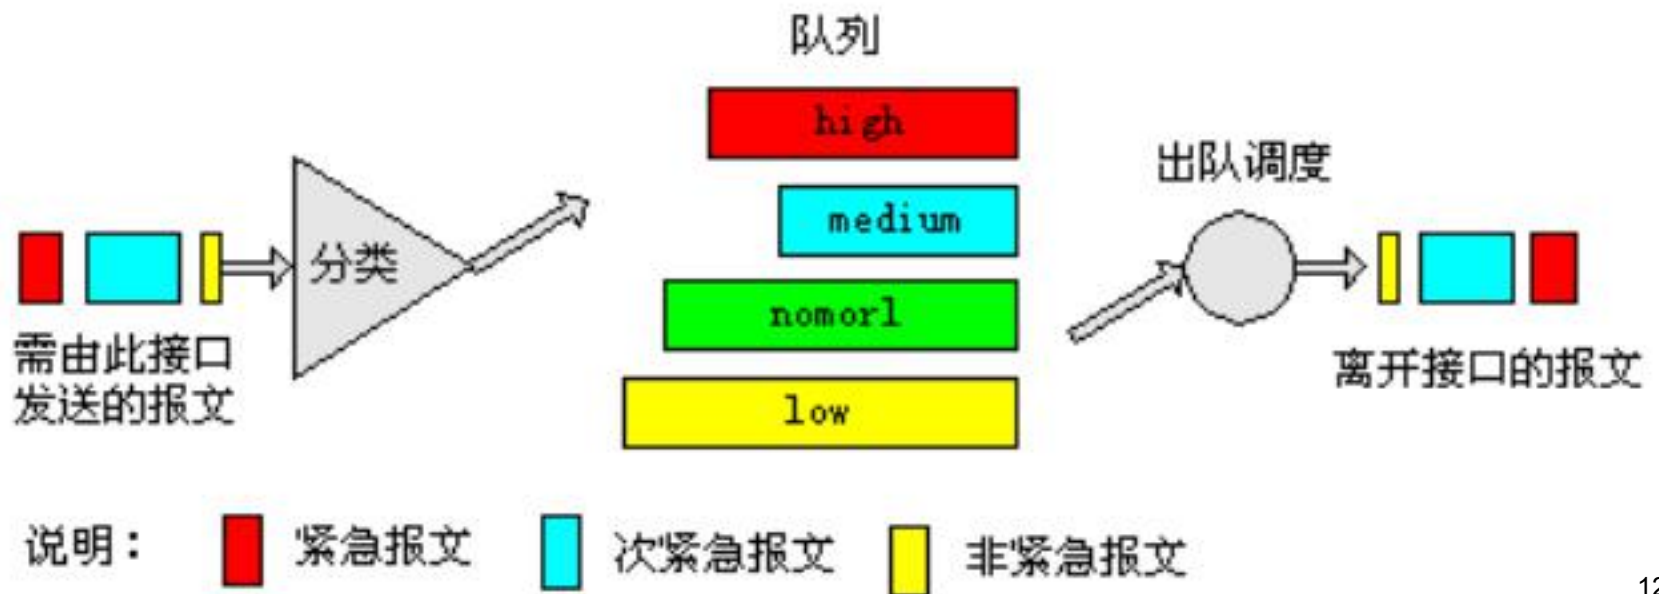 队列
high
medium
nomorl
low
分类
出队调度
需由此接口
发送的报文
离开接口的报文
说明：
紧急报文
次紧急报文
非紧急报文
12